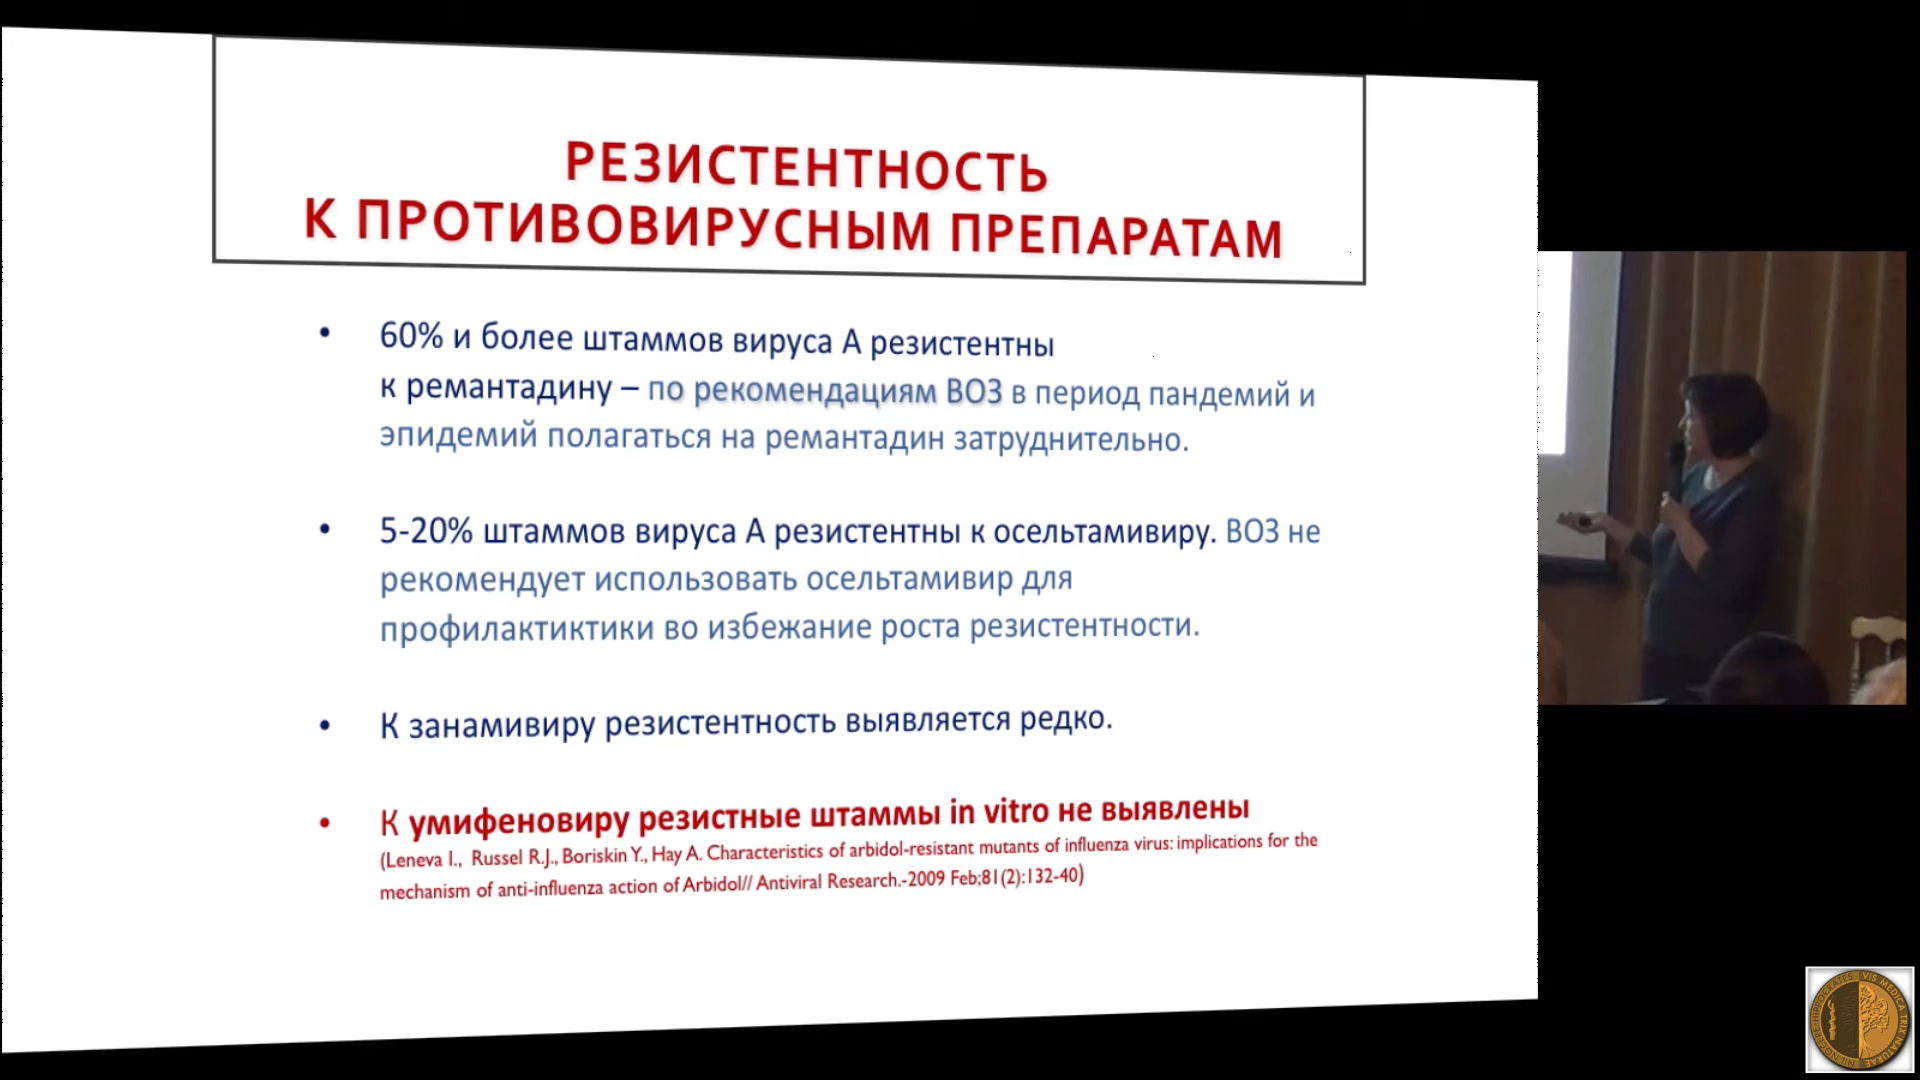 РЕЗИСТЕНТНОСТЬ
К ПРОТИВОВИРУСНЫМ ПРЕПАРАТАМ
• 60% и более штаммов вируса А резистентны
к ремантадину – по рекомендациям ВОЗ в период пандемий и
эпидемий полагаться на ремантадин затруднительно.
• 5-20% штаммов вируса А резистентны к осельтамивиру. ВОЗ не
рекомендует использовать осельтамивир для
профилактиктики во избежание роста резистентности.
• К занамивиру резистентность выявляется редко.
• К умифеновиру резистные штаммы in vitro не выявлены
(Leneva I., Russel R.J., Boriskin Y., Hay A. Characteristics of arbidol-resistant mutants of influenza virus: implications for the
mechanism of anti-influenza action of Arbidol// Antiviral Research.-2009 Feb;81(2):132-40)
VIS MEDICATRIX NATURAE